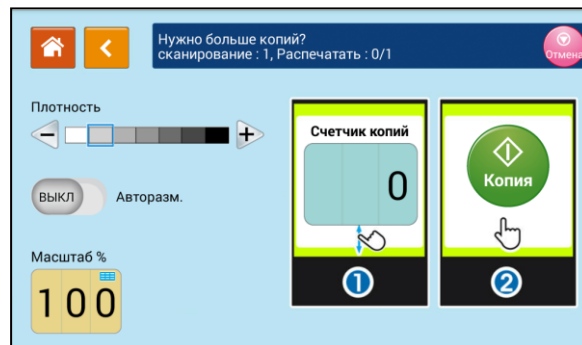 Нужно больше копий?
сканирование : 1, Распечатать : 0/1
Отмена
Плотность
Счетчик копий
0
Копия
ВЫКЛ
Авторазм.
Масштаб %
100
1
2